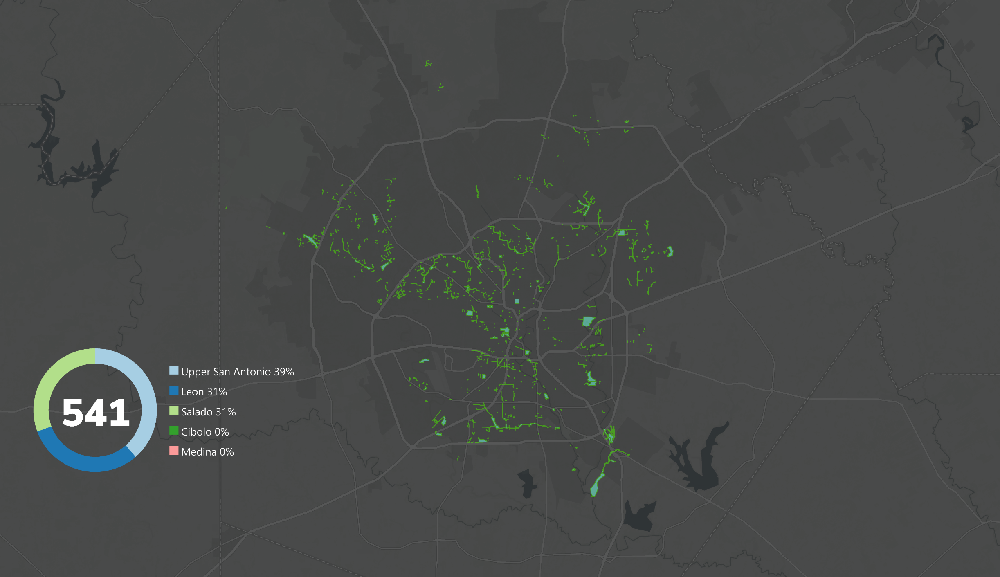 541
Upper San Antonio 39%
Leon 31%
Salado 31%
Cibolo 0%
Medina 0%